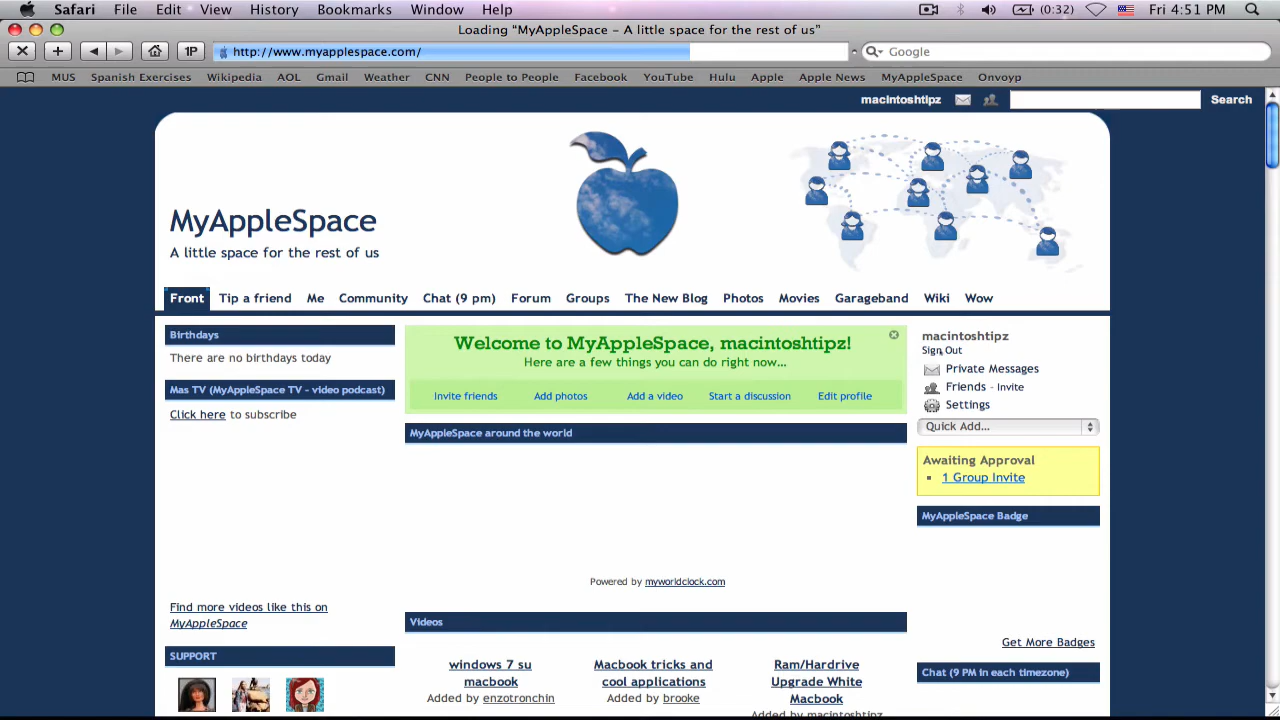 Safari File Edit View History Bookmarks Window Help (0:32) Fri 4:51 PM
Loading “MyAppleSpace – A little space for the rest of us”
1P http://www.myapplespace.com/ Google
MUS Spanish Exercises Wikipedia AOL Gmail Weather CNN People to People Facebook YouTube Hulu Apple Apple News MyAppleSpace Onvoyp
macintoshtipz Search
MyAppleSpace
A little space for the rest of us
Front Tip a friend Me Community Chat (9 pm) Forum Groups The New Blog Photos Movies Garageband Wiki Wow
Birthdays
There are no birthdays today
Mas TV (MyAppleSpace TV - video podcast)
Click here to subscribe
Find more videos like this on
MyAppleSpace
SUPPORT
Welcome to MyAppleSpace, macintoshtipz!
Here are a few things you can do right now...
Invite friends Add photos Add a video Start a discussion Edit profile
MyAppleSpace around the world
Powered by myworldclock.com
Videos
windows 7 su
macbook
Added by enzotronchin
Macbook tricks and
cool applications
Added by brooke
Ram/Hardrive
Upgrade White
Macbook
Added by macintoshtipz
macintoshtipz
Sign Out
Private Messages
Friends - Invite
Settings
Quick Add...
Awaiting Approval
1 Group Invite
MyAppleSpace Badge
Get More Badges
Chat (9 PM in each timezone)